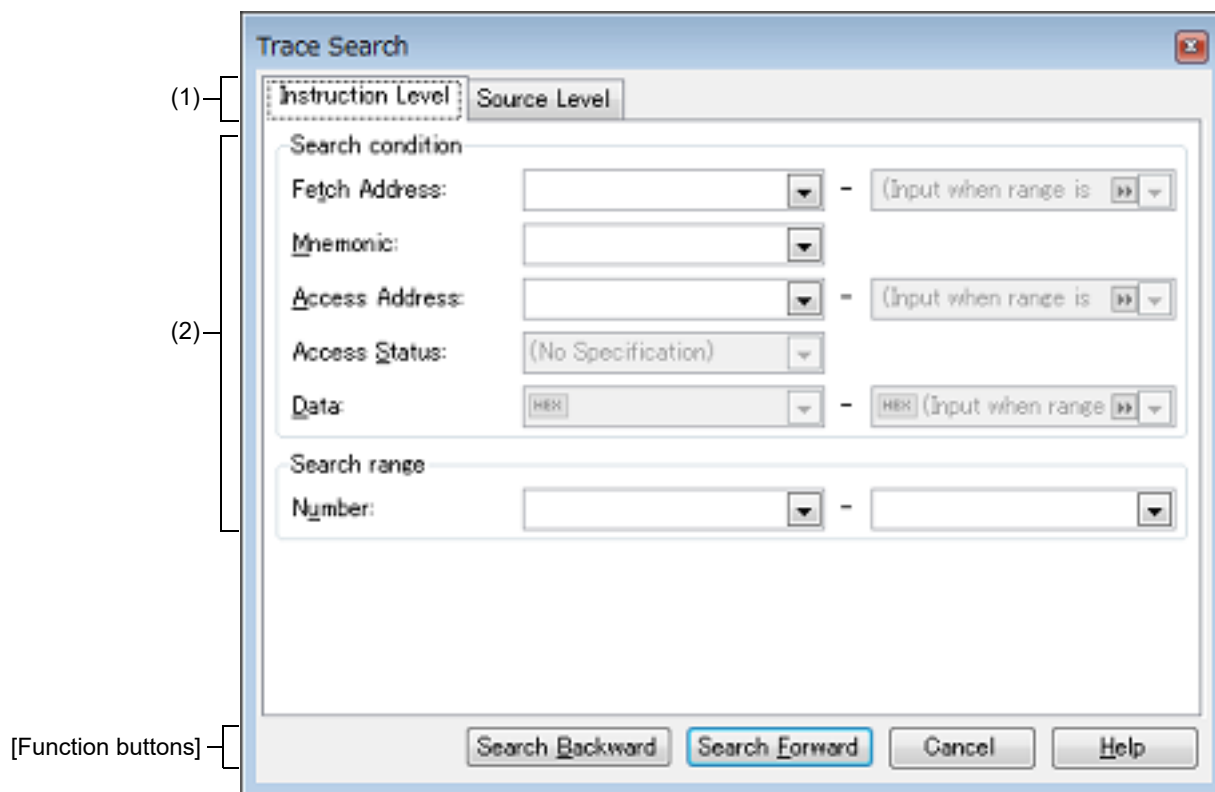 Trace Search
(1)
Instruction Level Source Level
Search condition
Fetch Address: - (Input when range is
Mnemonic:
Access Address: - (Input when range is
(2)
Access Status: (No Specification)
Data: HEX - HEX (Input when range
Search range
Number: -
[Function buttons] Search Backward Search Forward Cancel Help